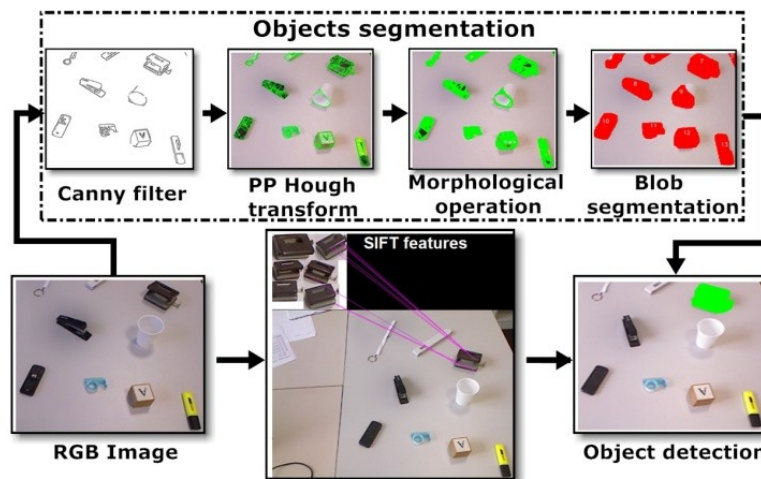 Objects segmentation
Canny filter
PP Hough
transform
Morphological
operation
Blob
segmentation
SIFT features
RGB Image
Object detection